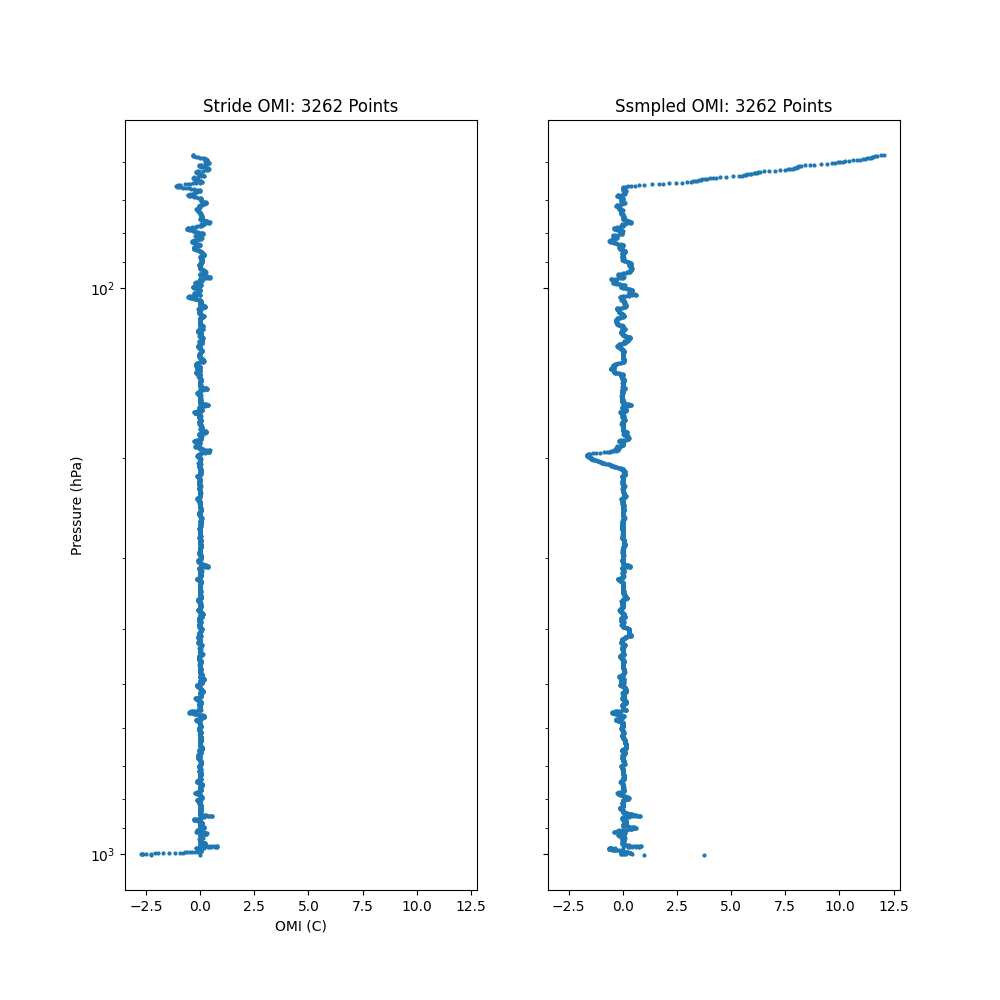 Stride OMI: 3262 Points
Ssmpled OMI: 3262 Points
Pressure (hPa)
10²
10³
−2.5 0.0 2.5 5.0 7.5 10.0 12.5
−2.5 0.0 2.5 5.0 7.5 10.0 12.5
OMI (C)